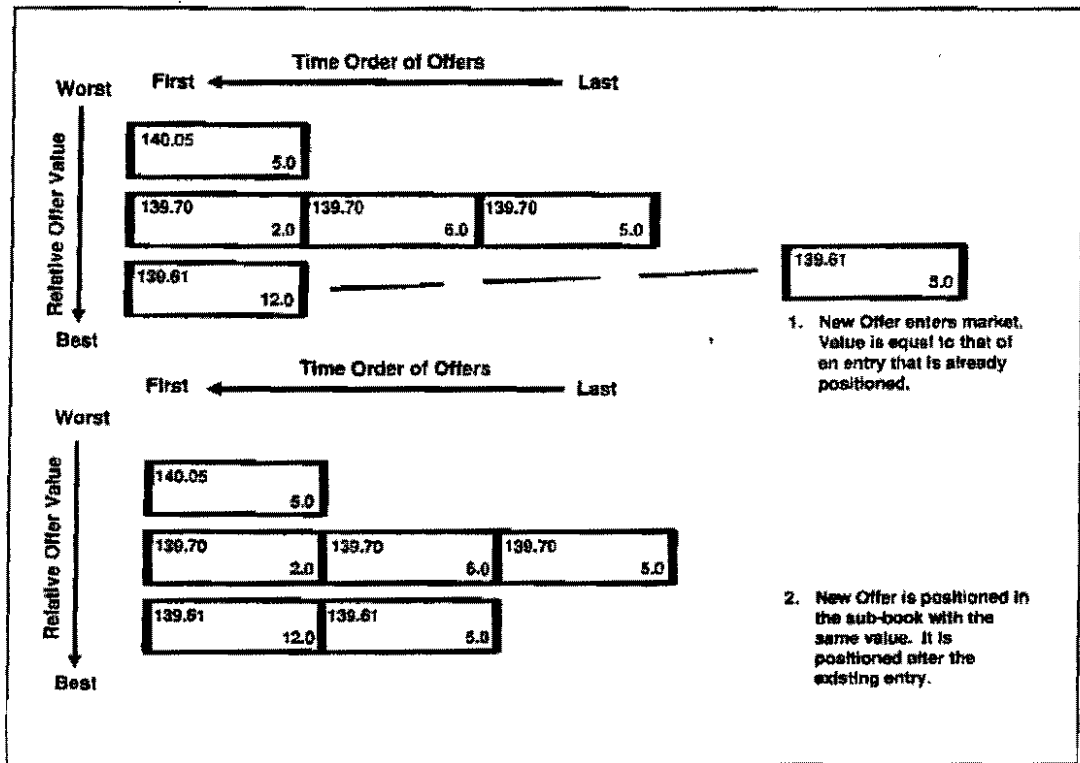 Time Order of Offers
Worst First Last
Relative Offer Value
140.05
5.0
139.70 139.70 139.70
2.0 6.0 5.0
139.61
12.0
139.61
5.0
Best
1. New Offer enters market.
Value is equal to that of
an entry that is already
positioned.
Time Order of Offers
First Last
Worst
Relative Offer Value
140.05
5.0
139.70 139.70 139.70
2.0 6.0 5.0
139.61 139.61
12.0 5.0
Best
2. New Offer is positioned in
the sub-book with the
same value. It is
positioned after the
existing entry.